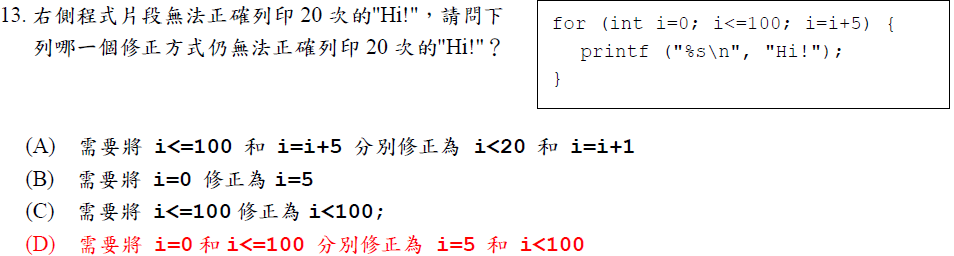 13. 右側程式片段無法正確列印 20 次的"Hi!"，請問下
列哪一個修正方式仍無法正確列印 20 次的"Hi!"？
for (int i=0; i<=100; i=i+5) {
printf ("%s\n", "Hi!");
}
(A) 需要將 i<=100 和 i=i+5 分別修正為 i<20 和 i=i+1
(B) 需要將 i=0 修正為 i=5
(C) 需要將 i<=100 修正為 i<100;
(D) 需要將 i=0 和 i<=100 分別修正為 i=5 和 i<100